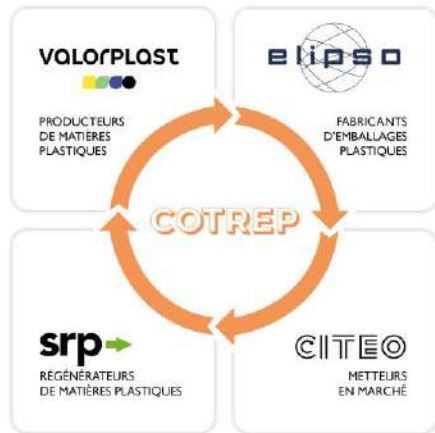 valorplast
PRODUCTEURS
DE MATIÈRES
PLASTIQUES
elipso
FABRICANTS
D'EMBALLAGES
PLASTIQUES
COTREP
srp
RÉGÉNÉRATEURS
DE MATIÈRES PLASTIQUES
CITEO
METTEURS
EN MARCHÉ